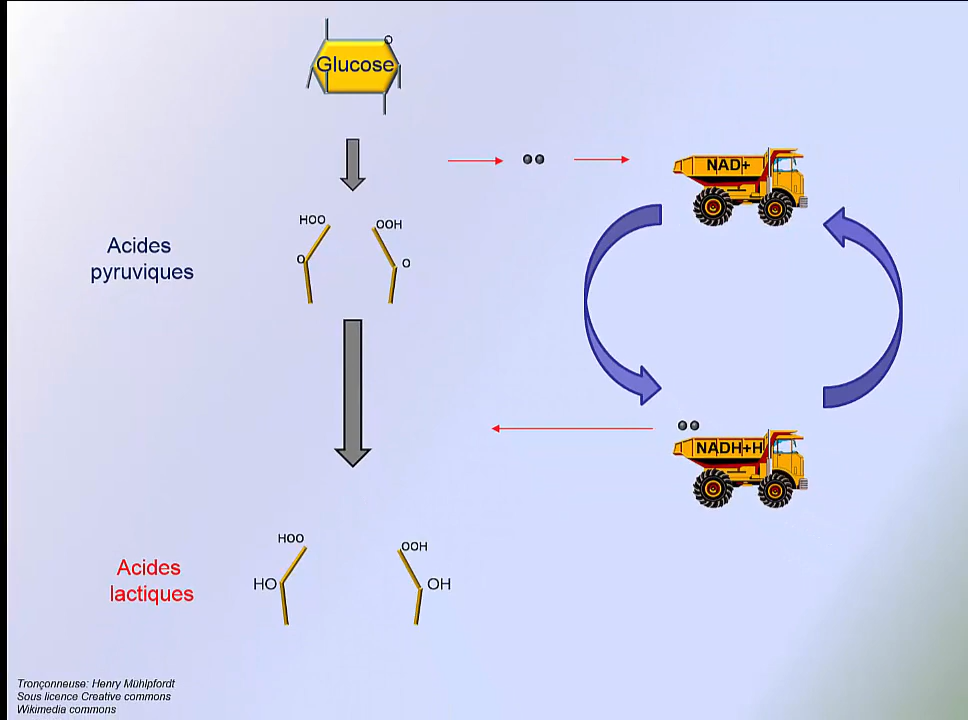 O
Glucose
NAD+
HOO
OOH
Acides
pyruviques
O
O
NADH+H
HOO
OOH
Acides
lactiques
HO
OH
Tronçonneuse: Henry Mühlpfordt
Sous licence Creative commons
Wikimedia commons